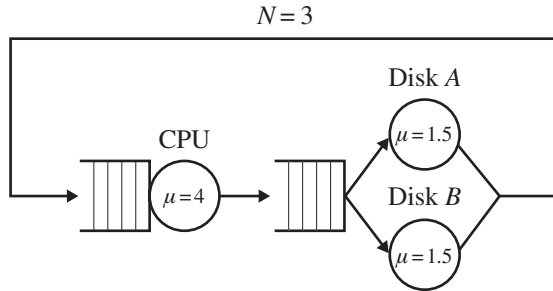 N = 3
Disk A
CPU
μ = 1.5
Disk B
μ = 4
μ = 1.5